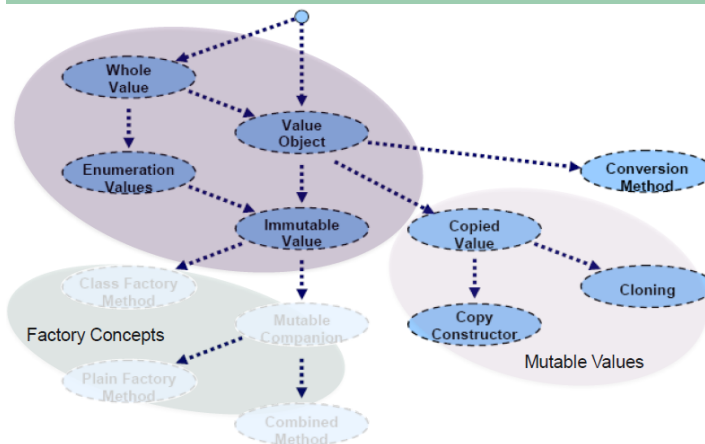 Whole
Value
Value
Object
Enumeration
Values
Conversion
Method
Immutable
Value
Copied
Value
Class Factory
Method
Cloning
Factory Concepts
Mutable
Companion
Copy
Constructor
Mutable Values
Plain Factory
Method
Combined
Method